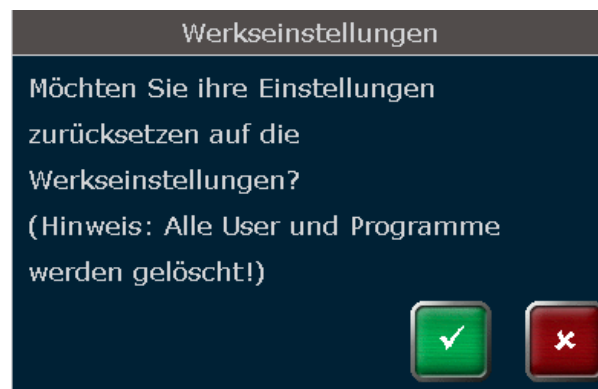 Werkseinstellungen
Möchten Sie ihre Einstellungen
zurücksetzen auf die
Werkseinstellungen?
(Hinweis: Alle User und Programme
werden gelöscht!)